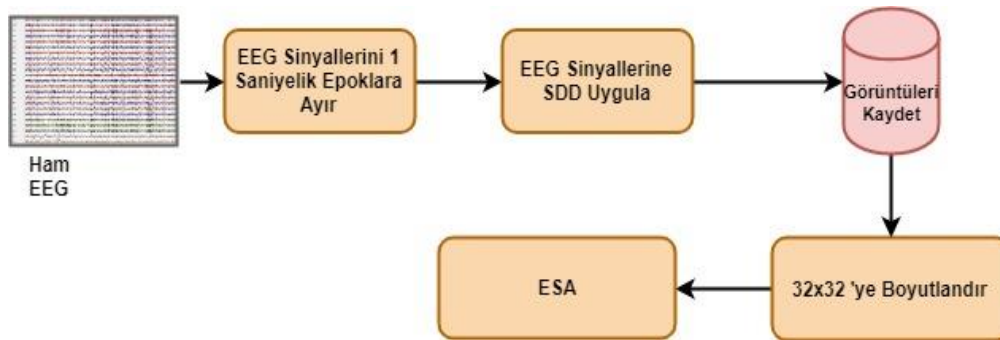 Ham
EEG
EEG Sinyallerini 1
Saniyelik Epoklara
Ayır
EEG Sinyallerine
SDD Uygula
Görüntüleri
Kaydet
32x32 'ye Boyutlandır
ESA